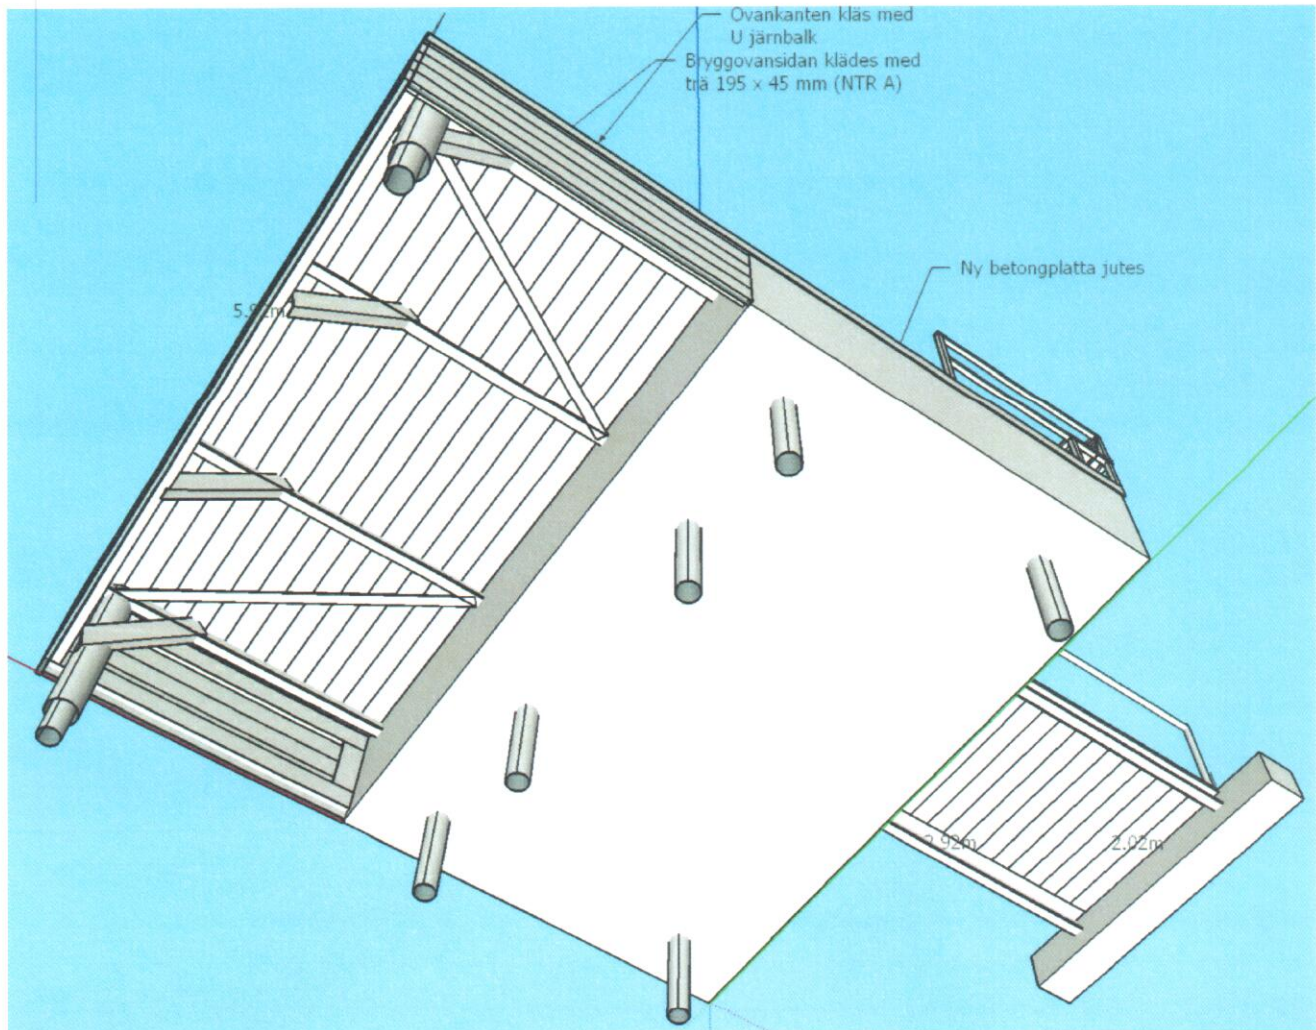 Ovankanten kläs med
U järnbalk
Bryggovansidan klädes med
trä 195 x 45 mm (NTR A)
Ny betongplatta jutes
2.92m
2.02m